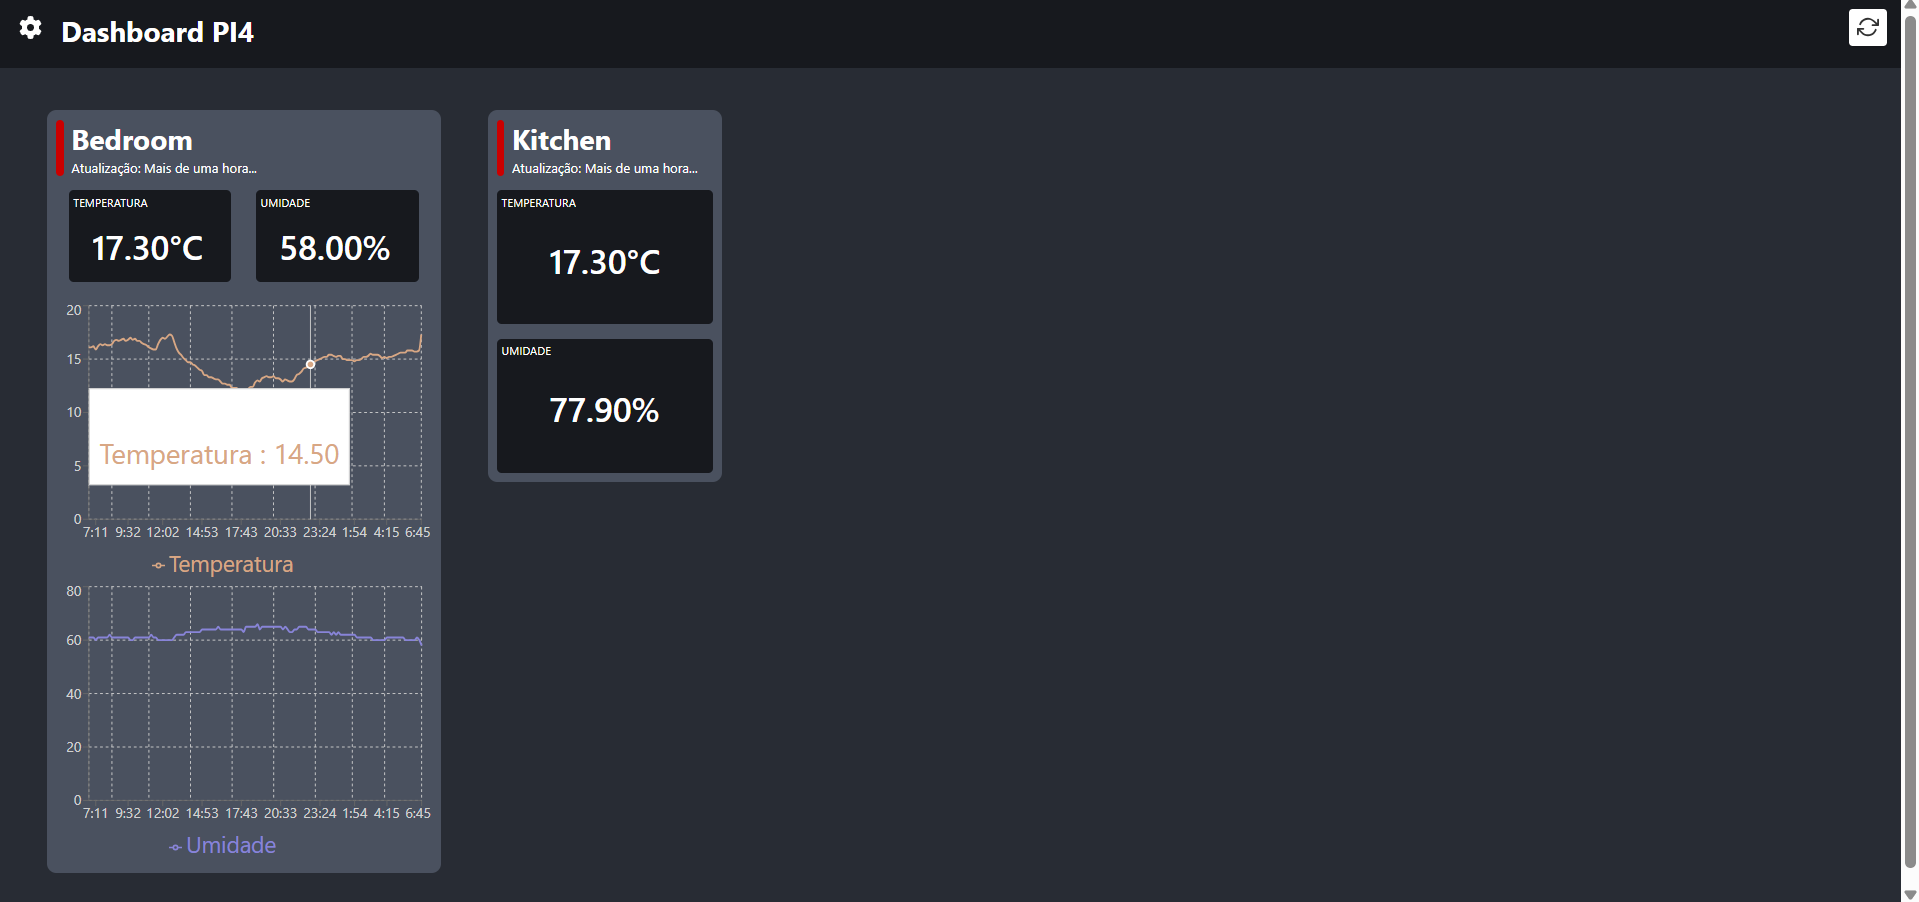 Dashboard PI4
Bedroom
Atualização: Mais de uma hora...
TEMPERATURA
17.30°C
UMIDADE
58.00%
20
15
10
5
0
Temperatura : 14.50
7:11 9:32 12:02 14:53 17:43 20:33 23:24 1:54 4:15 6:45
Temperatura
80
60
40
20
0
7:11 9:32 12:02 14:53 17:43 20:33 23:24 1:54 4:15 6:45
Umidade
Kitchen
Atualização: Mais de uma hora...
TEMPERATURA
17.30°C
UMIDADE
77.90%